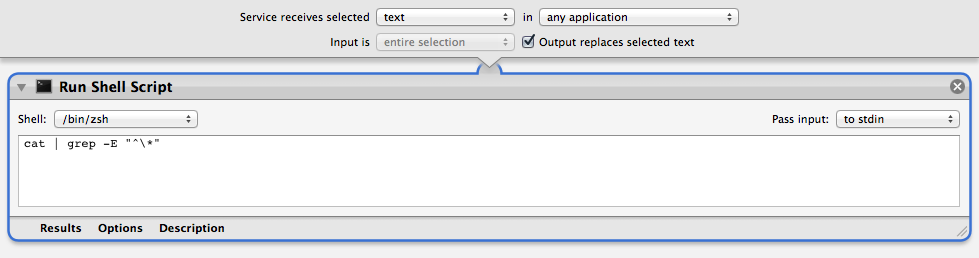 Service receives selected text in any application
Input is entire selection Output replaces selected text
Run Shell Script
Shell: /bin/zsh Pass input: to stdin
cat | grep -E "^\*"
Results Options Description